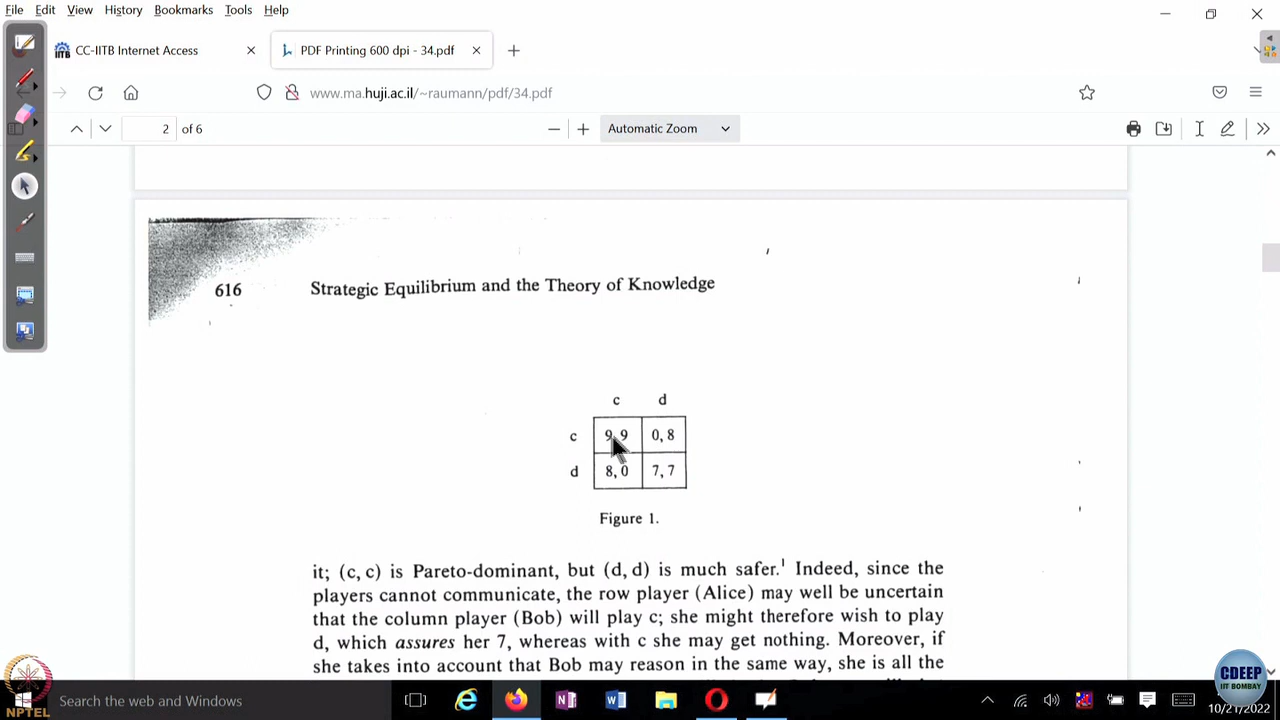 File Edit View History Bookmarks Tools Help
CC-IITB Internet Access
PDF Printing 600 dpi - 34.pdf
www.ma.huji.ac.il/~raumann/pdf/34.pdf
2 of 6
Automatic Zoom
616 Strategic Equilibrium and the Theory of Knowledge
c d
c 9, 9 0, 8
d 8, 0 7, 7
Figure 1.
it; (c, c) is Pareto-dominant, but (d, d) is much safer.¹ Indeed, since the
players cannot communicate, the row player (Alice) may well be uncertain
that the column player (Bob) will play c; she might therefore wish to play
d, which assures her 7, whereas with c she may get nothing. Moreover, if
she takes into account that Bob may reason in the same way, she is all the
Search the web and Windows
NPTEL
CDEEP
IIT BOMBAY
10/21/2022